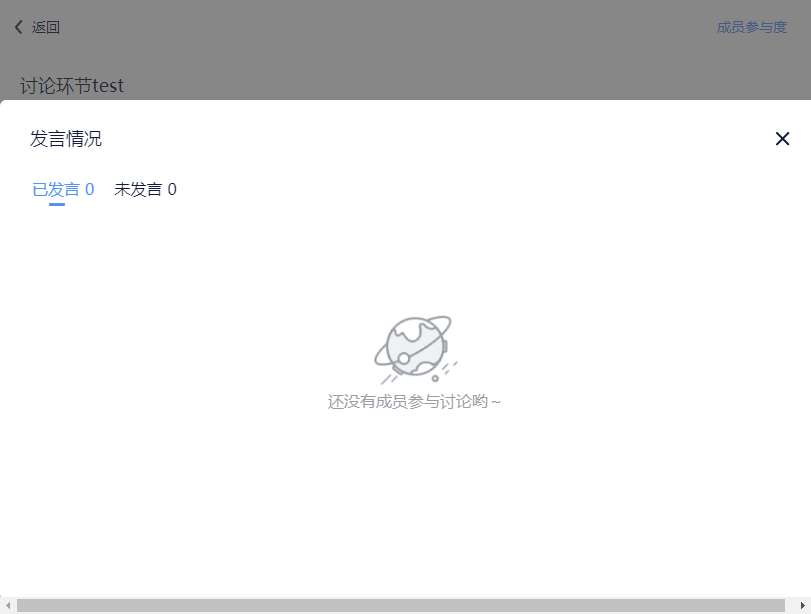 返回 成员参与度
讨论环节test
发言情况
已发言 0 未发言 0
还没有成员参与讨论哟～